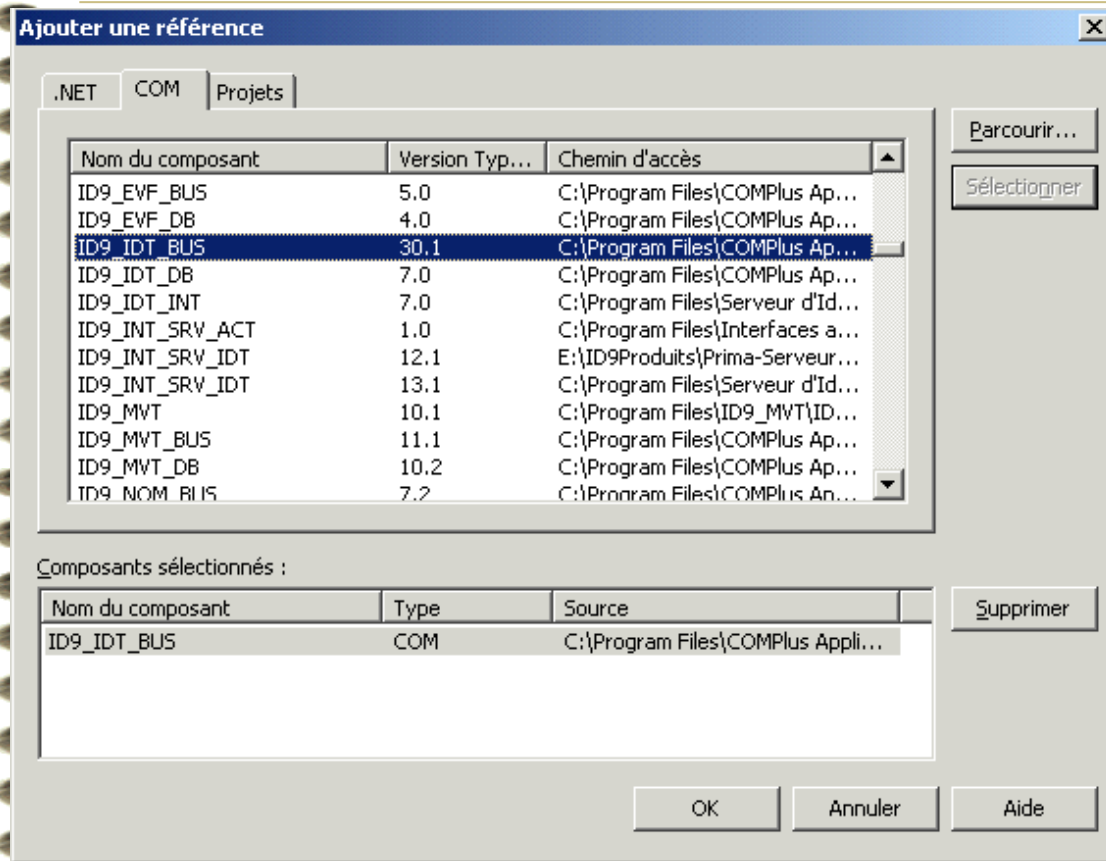 Ajouter une référence
.NET COM Projets
Parcourir...
Sélectionner
Nom du composant Version Typ... Chemin d'accès
ID9_EVF_BUS 5.0 C:\Program Files\COMPlus Ap...
ID9_EVF_DB 4.0 C:\Program Files\COMPlus Ap...
ID9_IDT_BUS 30.1 C:\Program Files\COMPlus Ap...
ID9_IDT_DB 7.0 C:\Program Files\COMPlus Ap...
ID9_IDT_INT 7.0 C:\Program Files\Serveur d'Id...
ID9_INT_SRV_ACT 1.0 C:\Program Files\Interfaces a...
ID9_INT_SRV_IDT 12.1 E:\ID9Produits\Prima-Serveur...
ID9_INT_SRV_IDT 13.1 C:\Program Files\Serveur d'Id...
ID9_MVT 10.1 C:\Program Files\ID9_MVT\ID...
ID9_MVT_BUS 11.1 C:\Program Files\COMPlus Ap...
ID9_MVT_DB 10.2 C:\Program Files\COMPlus Ap...
ID9_NOM_BUS 7.2 C:\Program Files\COMPlus Ap...
Composants sélectionnés :
Nom du composant Type Source
Supprimer
ID9_IDT_BUS COM C:\Program Files\COMPlus Appli...
OK Annuler Aide